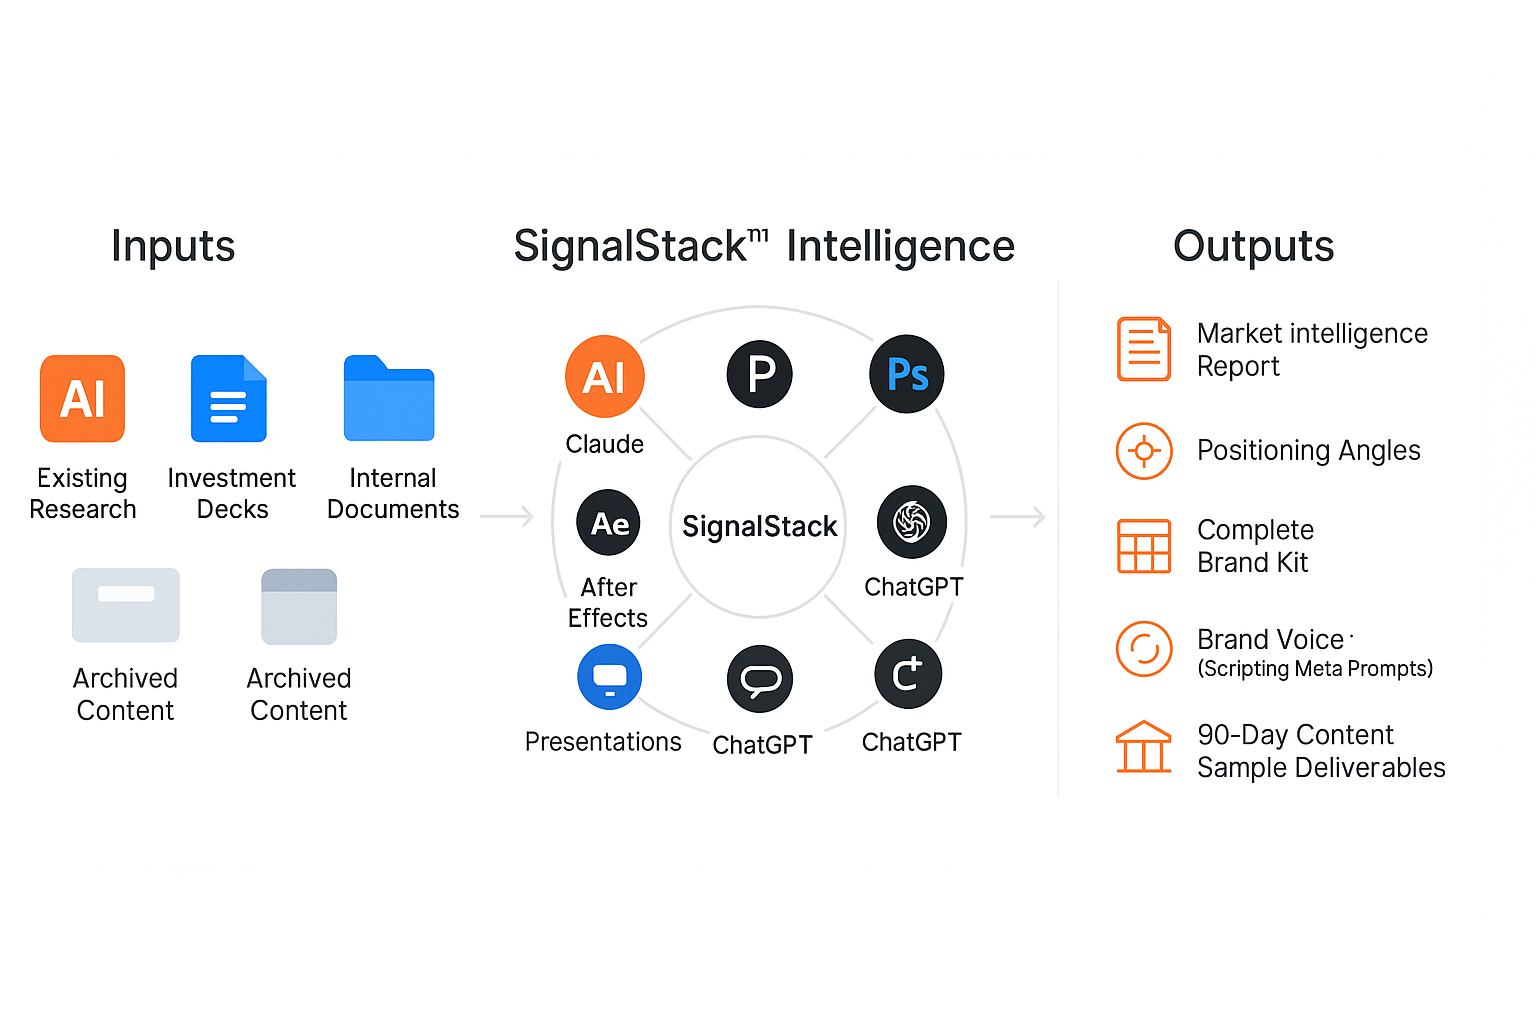 Inputs
AI
Existing
Research
Investment
Decks
Internal
Documents
Archived
Content
Archived
Content
SignalStack™ Intelligence
AI
Claude
P
Ps
Ae
After
Effects
SignalStack
ChatGPT
Presentations
ChatGPT
C+
ChatGPT
Outputs
Market intelligence
Report
Positioning Angles
Complete
Brand Kit
Brand Voice·
(Scripting Meta Prompts)
90-Day Content
Sample Deliverables